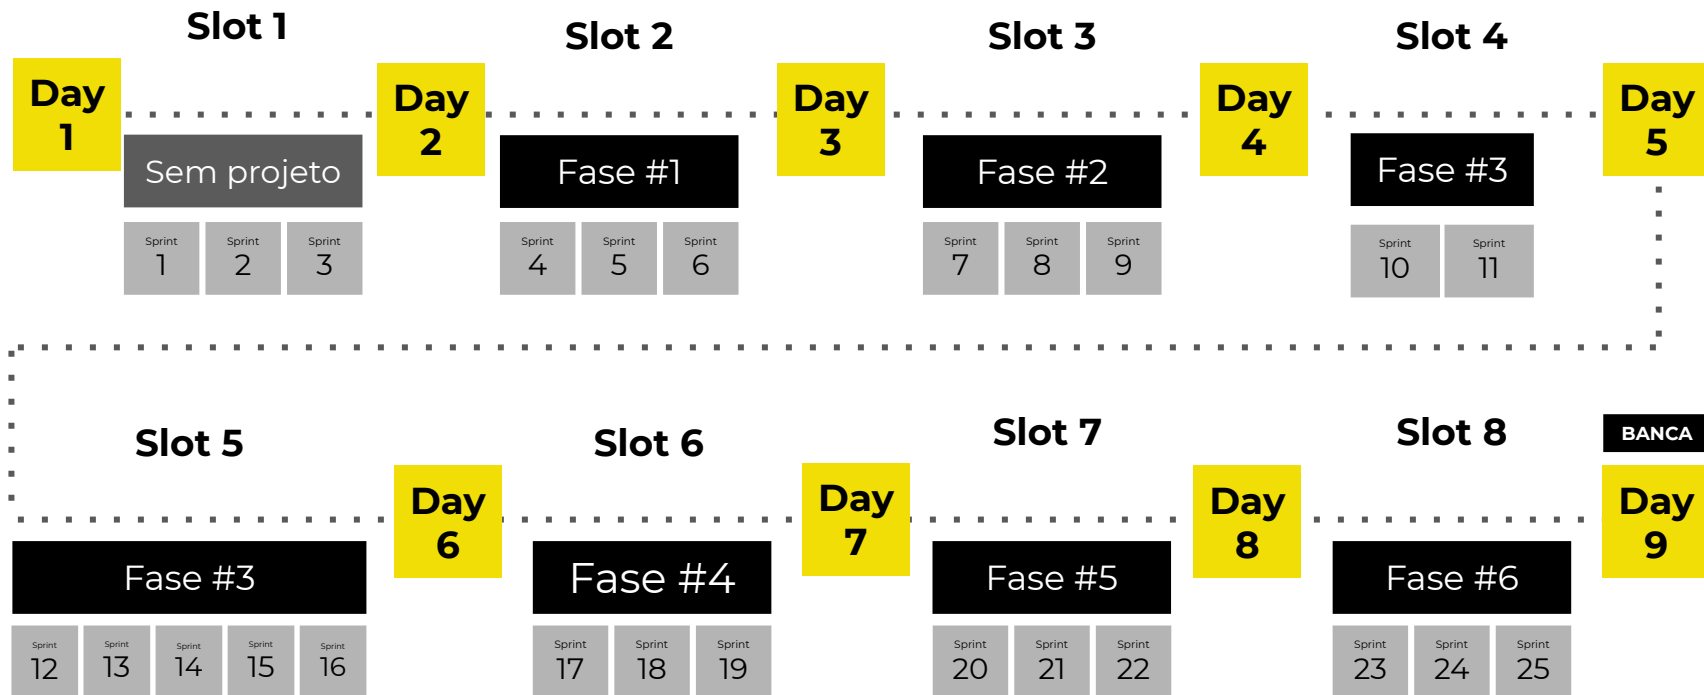 Slot 1
Slot 2
Slot 3
Slot 4
Day
1
Day
2
Day
3
Day
4
Day
5
Sem projeto
Fase #1
Fase #2
Fase #3
Sprint
1
Sprint
2
Sprint
3
Sprint
4
Sprint
5
Sprint
6
Sprint
7
Sprint
8
Sprint
9
Sprint
10
Sprint
11
Slot 5
Slot 6
Slot 7
Slot 8
BANCA
Day
6
Day
7
Day
8
Day
9
Fase #3
Fase #4
Fase #5
Fase #6
Sprint
12
Sprint
13
Sprint
14
Sprint
15
Sprint
16
Sprint
17
Sprint
18
Sprint
19
Sprint
20
Sprint
21
Sprint
22
Sprint
23
Sprint
24
Sprint
25